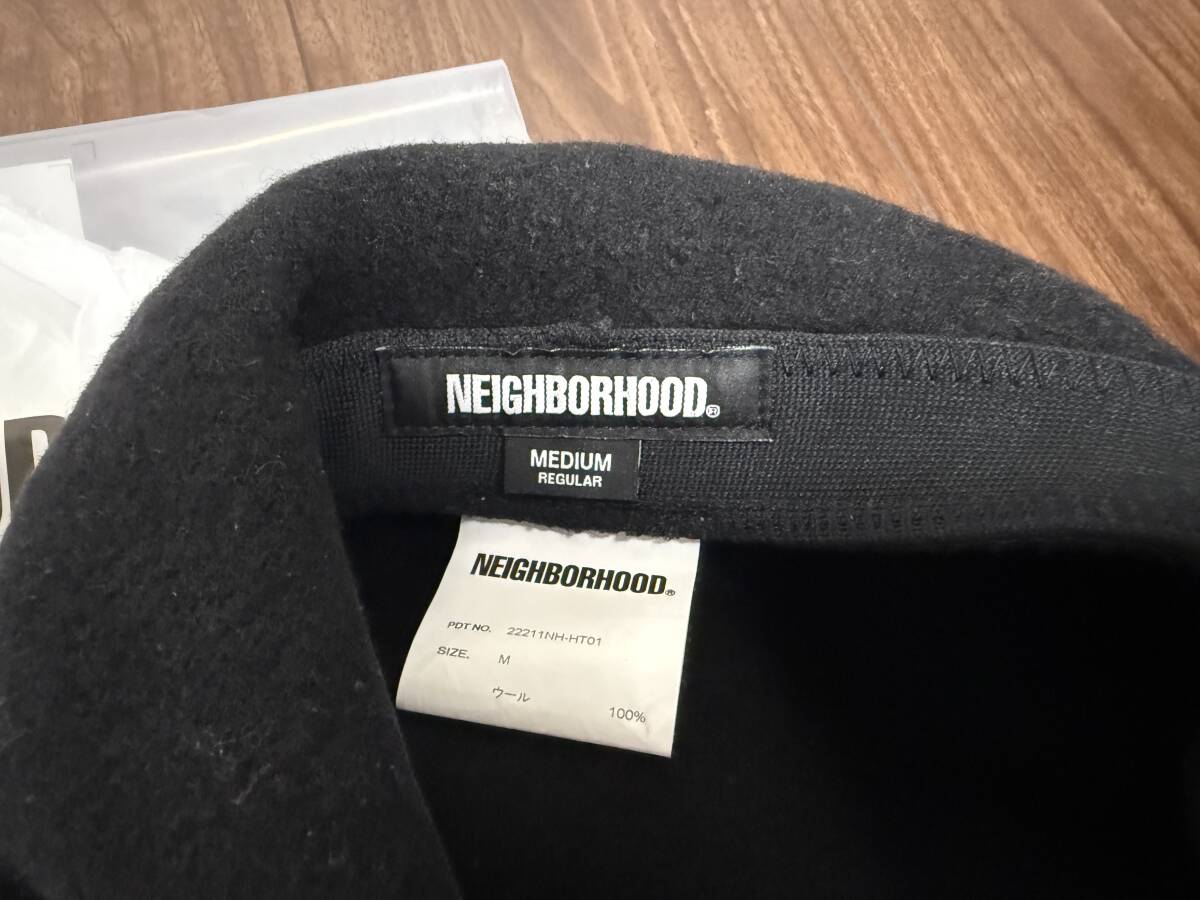 NEIGHBORHOOD®
MEDIUM
REGULAR
NEIGHBORHOOD®
PDT NO. 22211NH-HT01
SIZE. M
ウール 100%